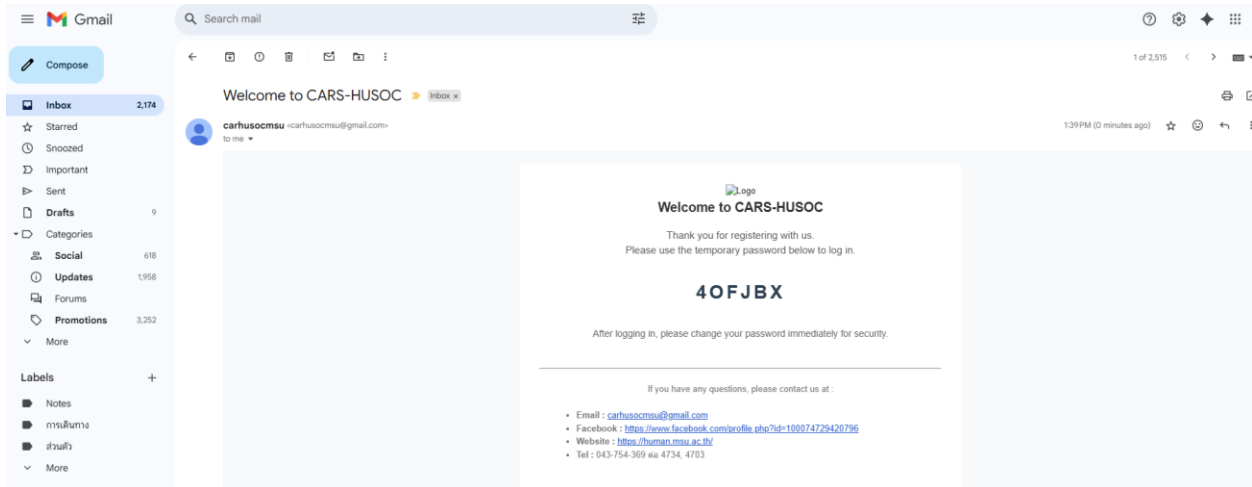 Gmail
Search mail
Compose
1 of 2,515
Inbox 2,174
Starred
Snoozed
Important
Sent
Drafts 9
Categories
Social 618
Updates 1,958
Forums
Promotions 3,252
More
Labels
Notes
การเดินทาง
ส่วนตัว
More
Welcome to CARS-HUSOC Inbox x
carhusocmsu <carhusocmsu@gmail.com>
to me
1:39 PM (0 minutes ago)
Logo
Welcome to CARS-HUSOC
Thank you for registering with us.
Please use the temporary password below to log in.
4OFJBX
After logging in, please change your password immediately for security.
If you have any questions, please contact us at :
• Email : carhusocmsu@gmail.com
• Facebook : https://www.facebook.com/profile.php?id=100074729420796
• Website : https://human.msu.ac.th/
• Tel : 043-754-369 ต่อ 4734, 4703